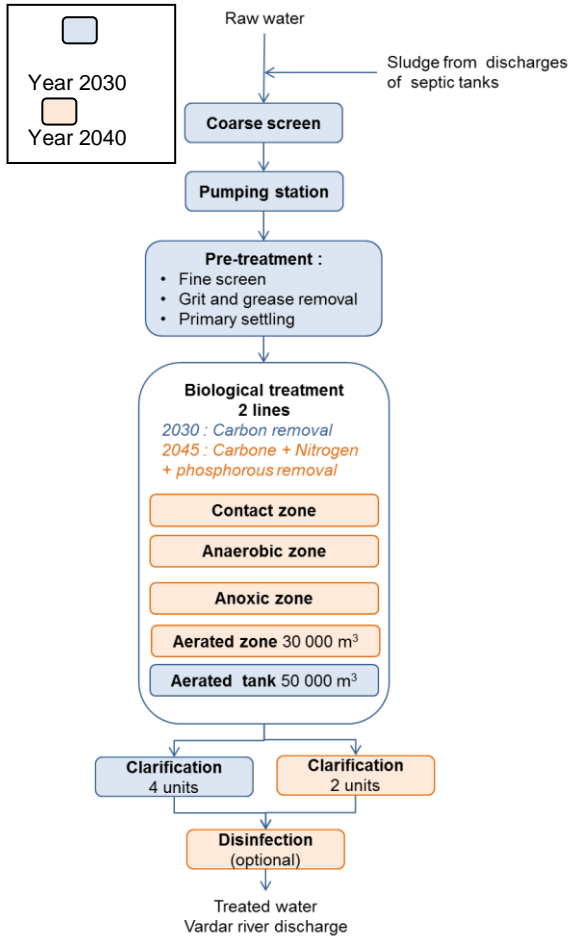 Year 2030
Year 2040
Raw water
Sludge from discharges
of septic tanks
Coarse screen
Pumping station
Pre-treatment :
• Fine screen
• Grit and grease removal
• Primary settling
Biological treatment
2 lines
2030 : Carbon removal
2045 : Carbone + Nitrogen
+ phosphorous removal
Contact zone
Anaerobic zone
Anoxic zone
Aerated zone 30 000 m³
Aerated tank 50 000 m³
Clarification
4 units
Clarification
2 units
Disinfection
(optional)
Treated water
Vardar river discharge